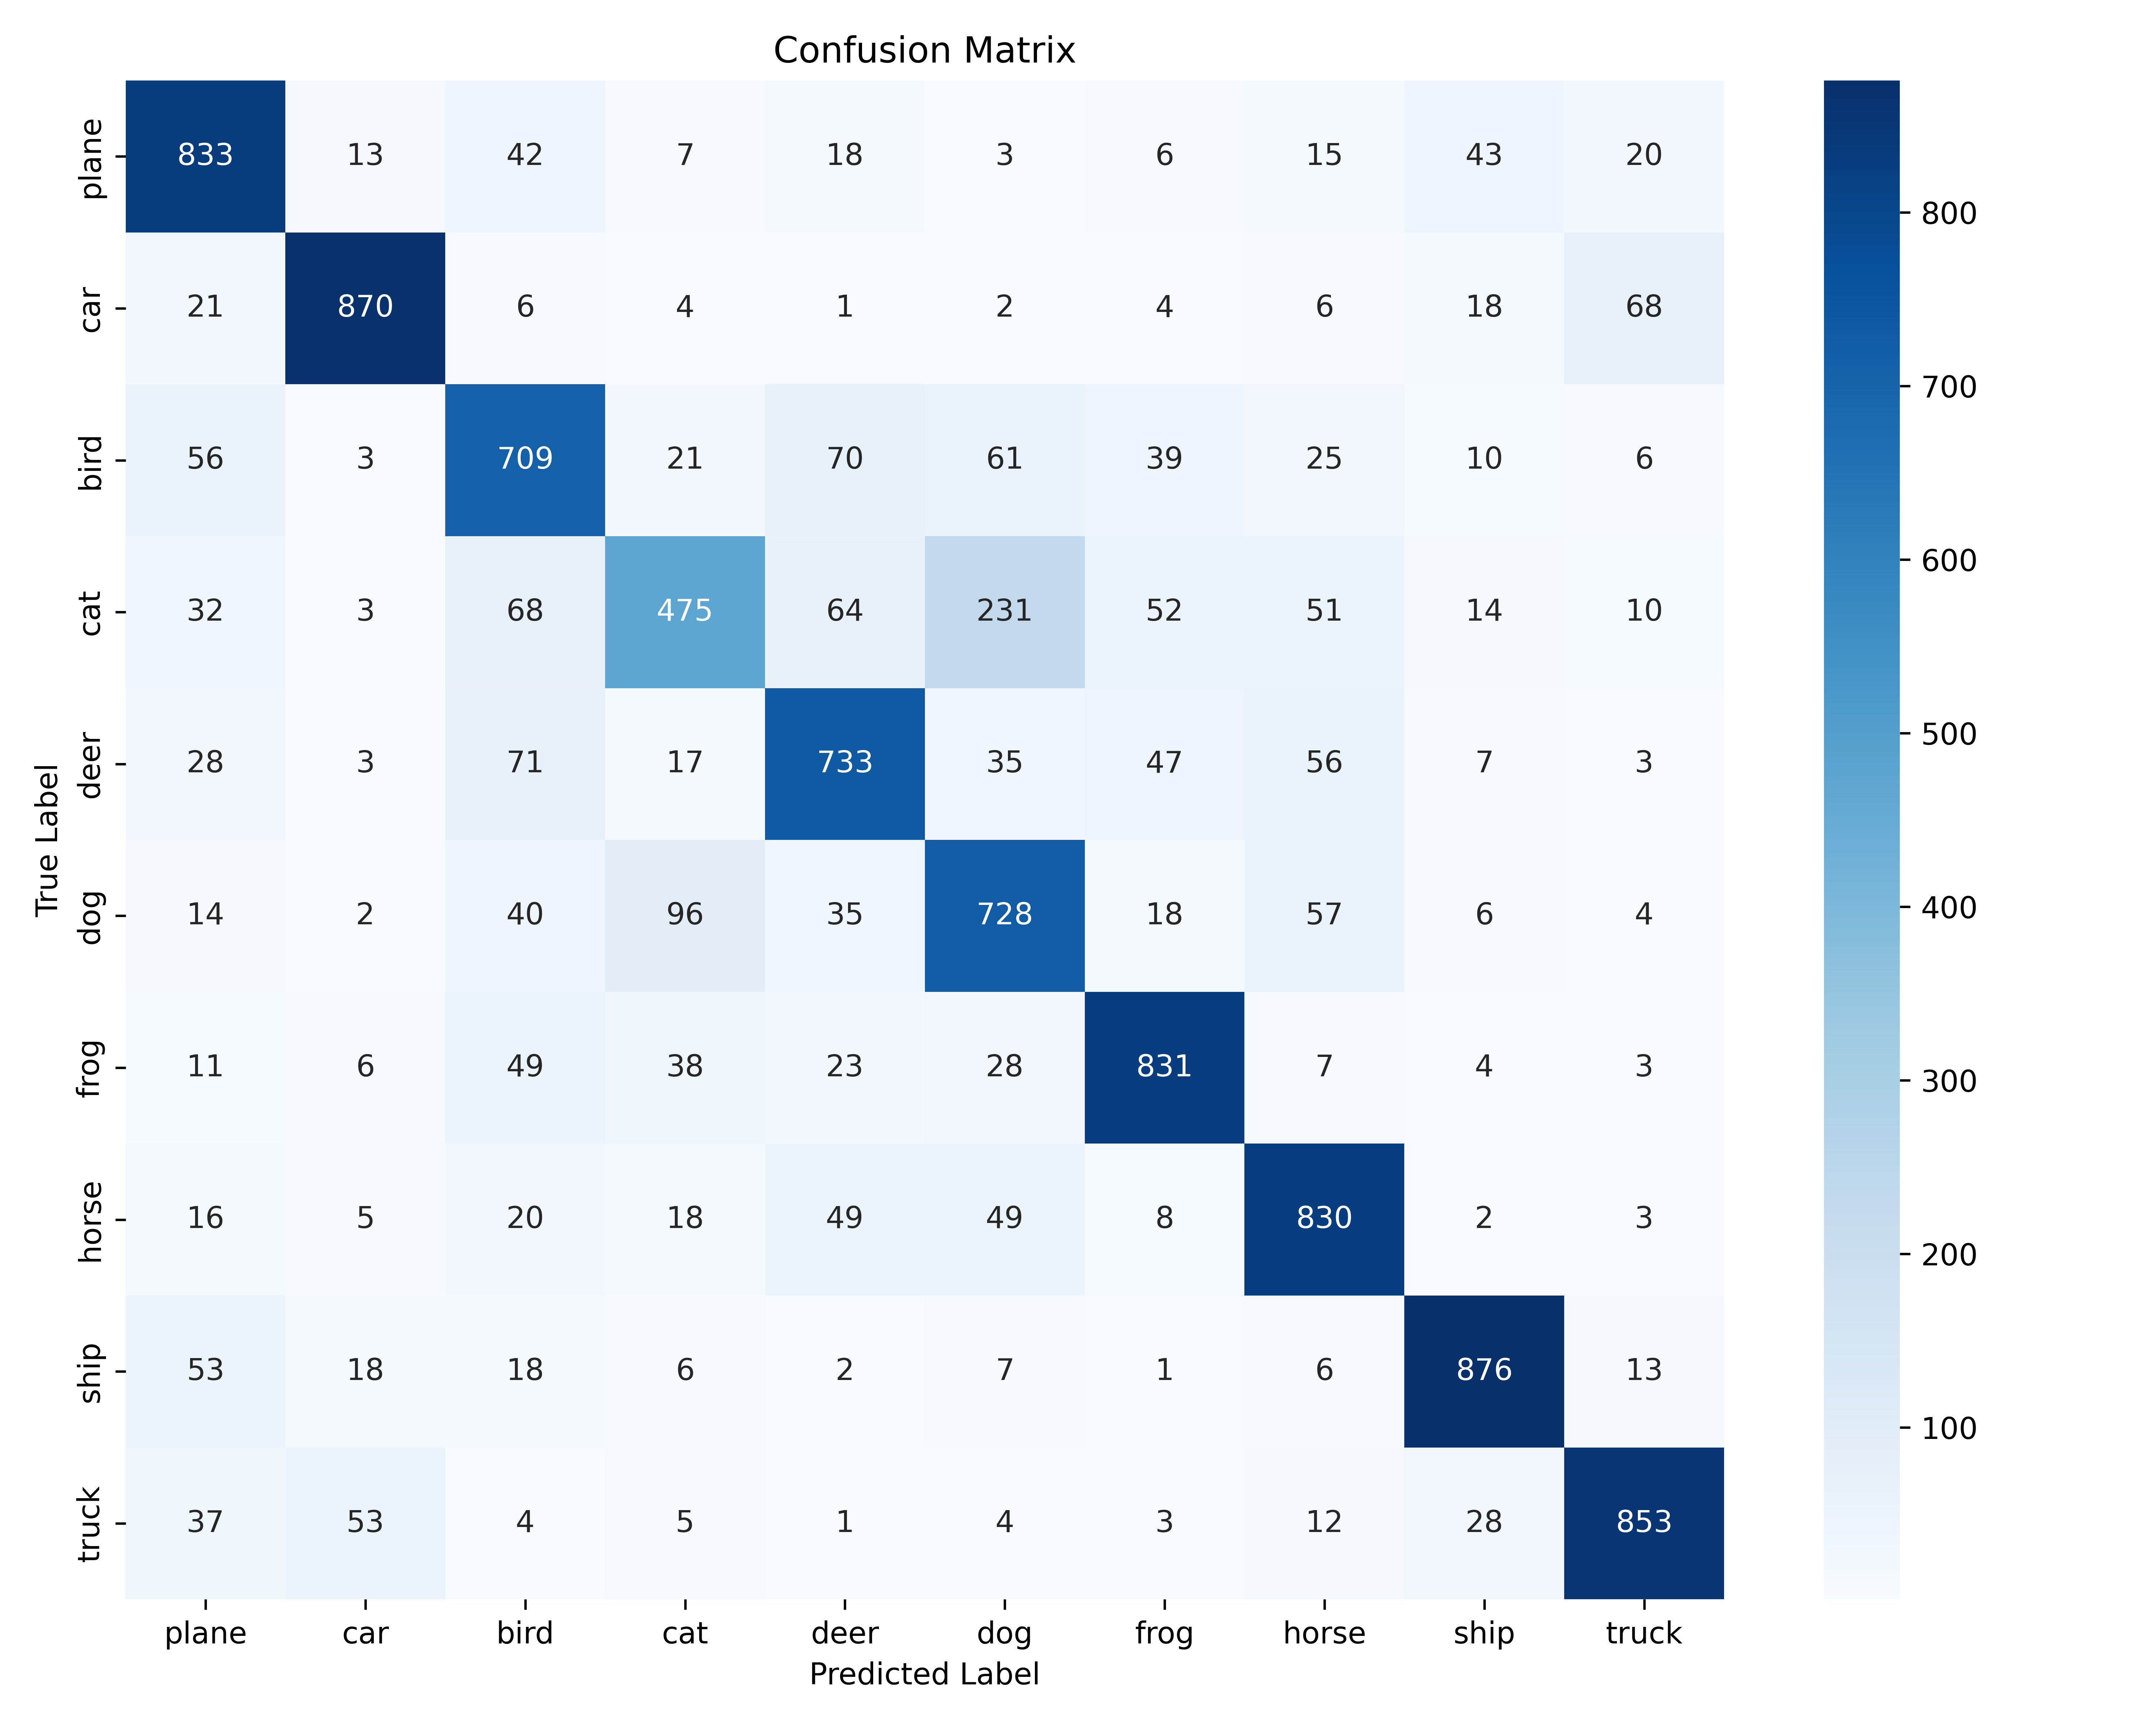 Confusion Matrix
plane 833 13 42 7 18 3 6 15 43 20
car 21 870 6 4 1 2 4 6 18 68
bird 56 3 709 21 70 61 39 25 10 6
cat 32 3 68 475 64 231 52 51 14 10
deer 28 3 71 17 733 35 47 56 7 3
dog 14 2 40 96 35 728 18 57 6 4
frog 11 6 49 38 23 28 831 7 4 3
horse 16 5 20 18 49 49 8 830 2 3
ship 53 18 18 6 2 7 1 6 876 13
truck 37 53 4 5 1 4 3 12 28 853
plane car bird cat deer dog frog horse ship truck
Predicted Label
True Label
800
700
600
500
400
300
200
100